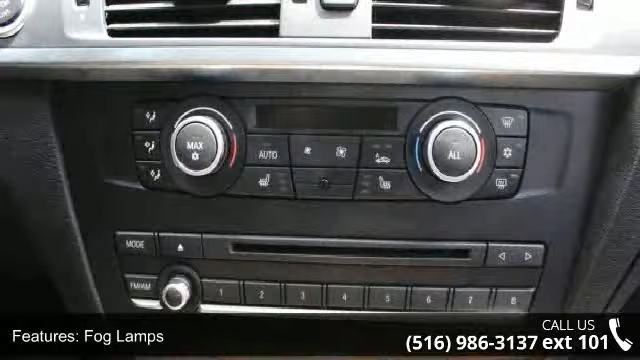 MAX
AUTO
ALL
MODE
FM/AM
1 2 3 4 5 6 7 8
Features: Fog Lamps
CALL US
(516) 986-3137 ext 101